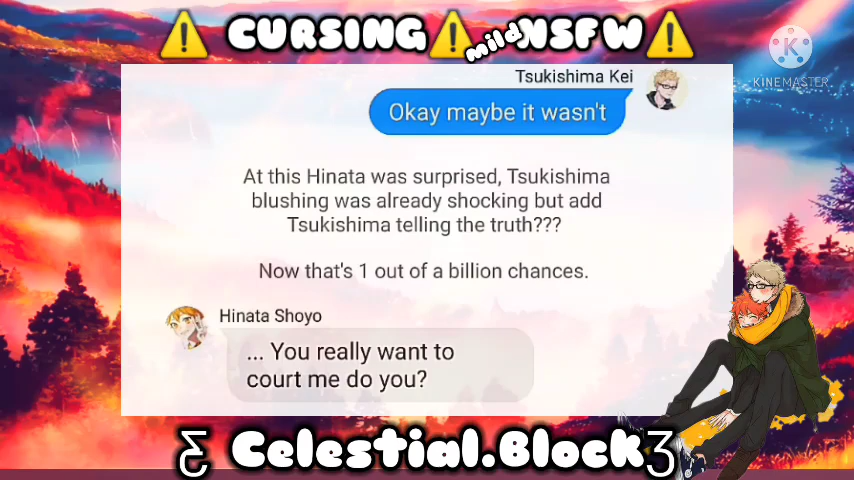 ⚠️ CURSING⚠️mild NSFW⚠️
K
KINEMASTER
Tsukishima Kei
Okay maybe it wasn't
At this Hinata was surprised, Tsukishima
blushing was already shocking but add
Tsukishima telling the truth???
Now that's 1 out of a billion chances.
Hinata Shoyo
... You really want to
court me do you?
Ƹ Celestial.Block Ʒ